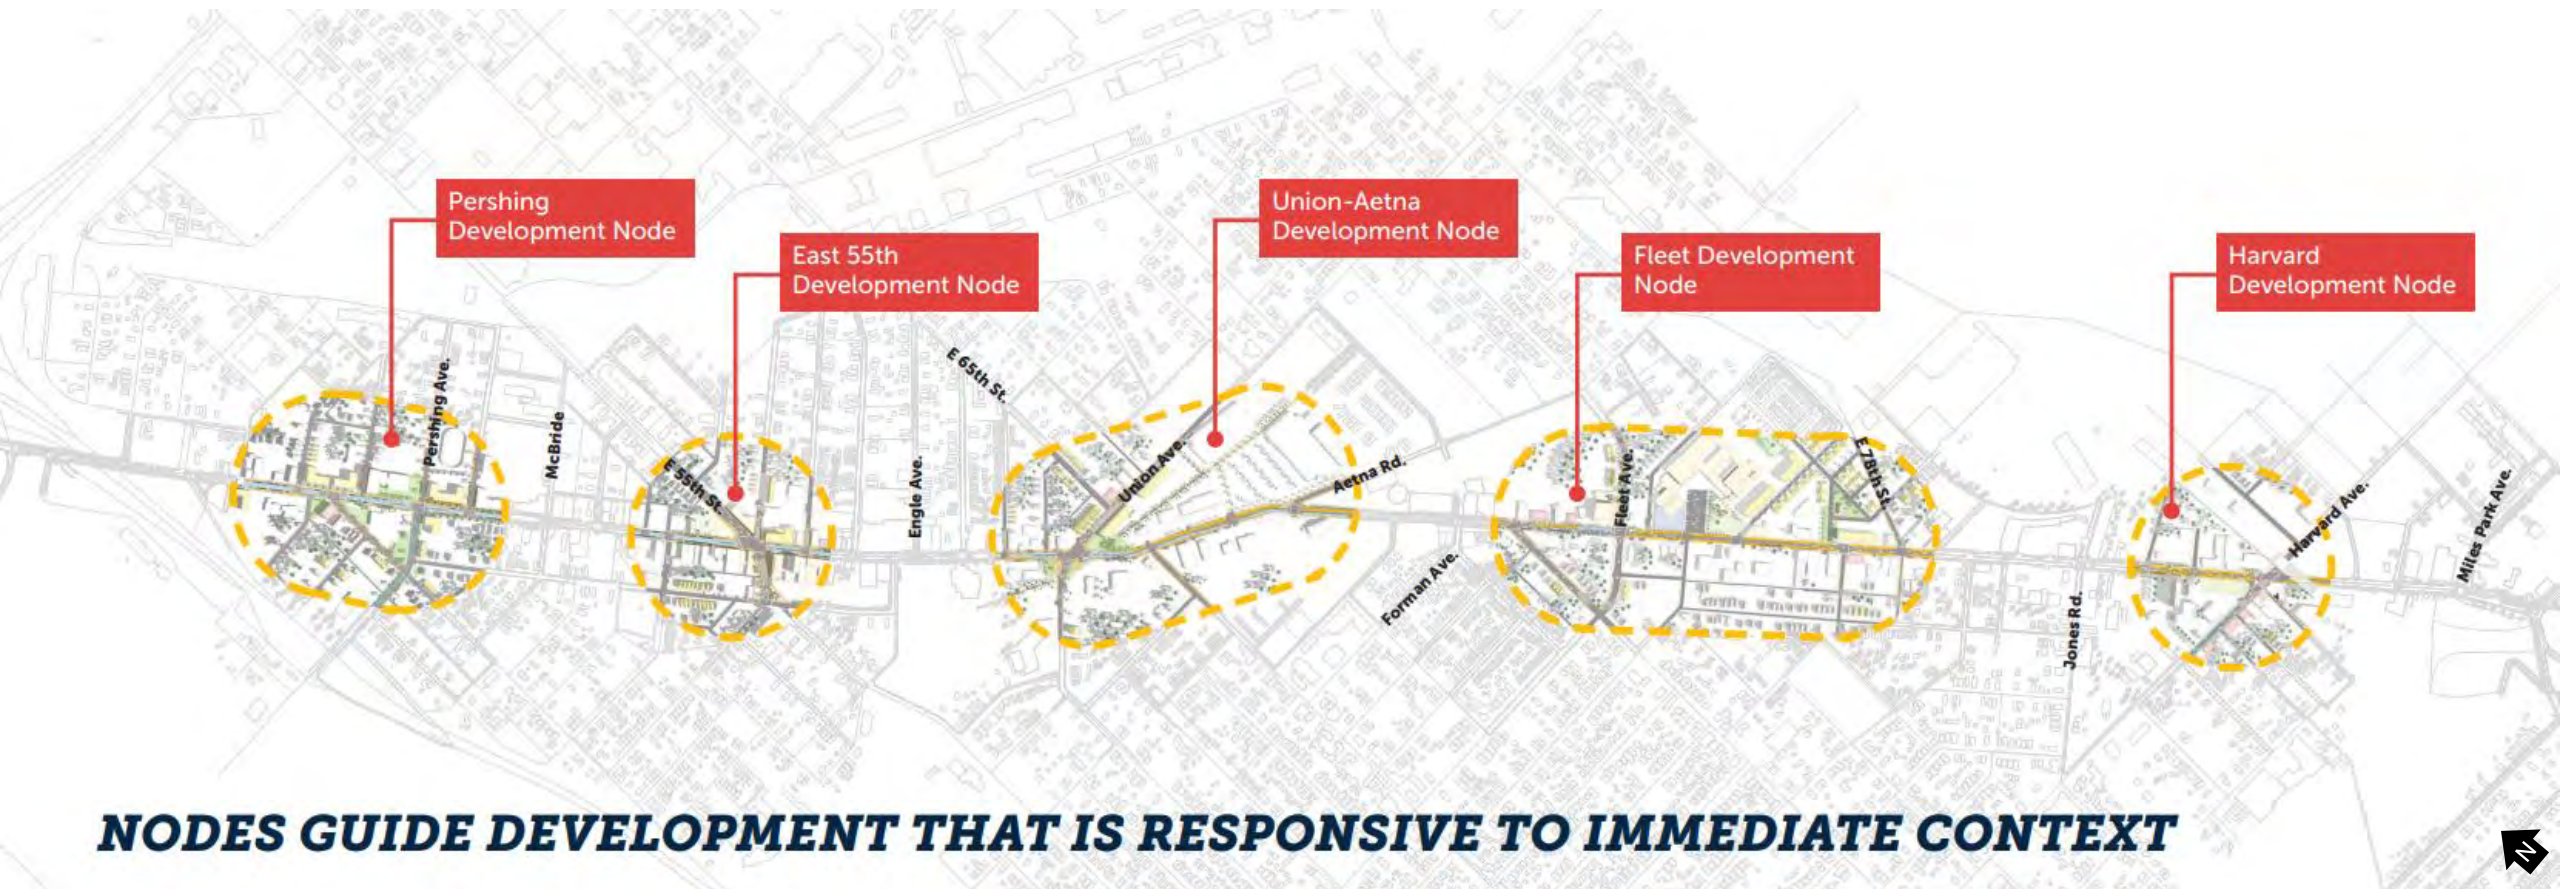 Pershing
Development Node
East 55th
Development Node
Union-Aetna
Development Node
Fleet Development
Node
Harvard
Development Node
Pershing Ave.
McBride
E 55th St.
Engle Ave.
E 65th St.
Union Ave.
Aetna Rd.
Forman Ave.
Fleet Ave.
E 78th St.
Jones Rd.
Harvard Ave.
Miles Park Ave.
NODES GUIDE DEVELOPMENT THAT IS RESPONSIVE TO IMMEDIATE CONTEXT
N